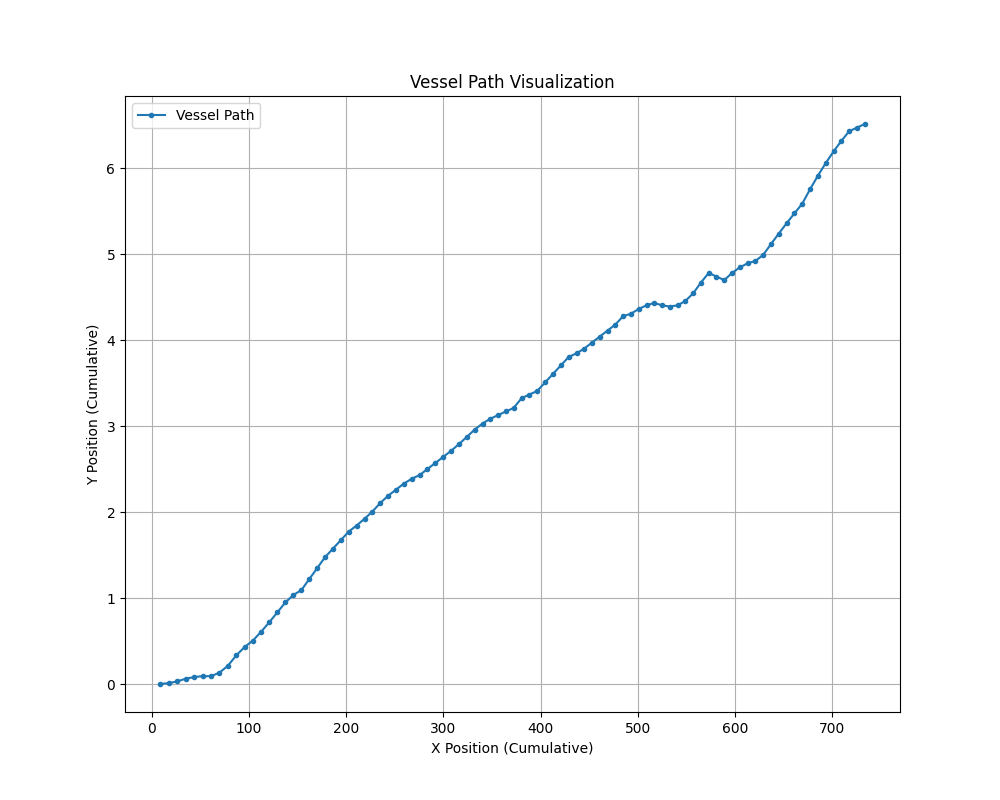 Vessel Path Visualization
Vessel Path
Y Position (Cumulative)
6
5
4
3
2
1
0
0 100 200 300 400 500 600 700
X Position (Cumulative)